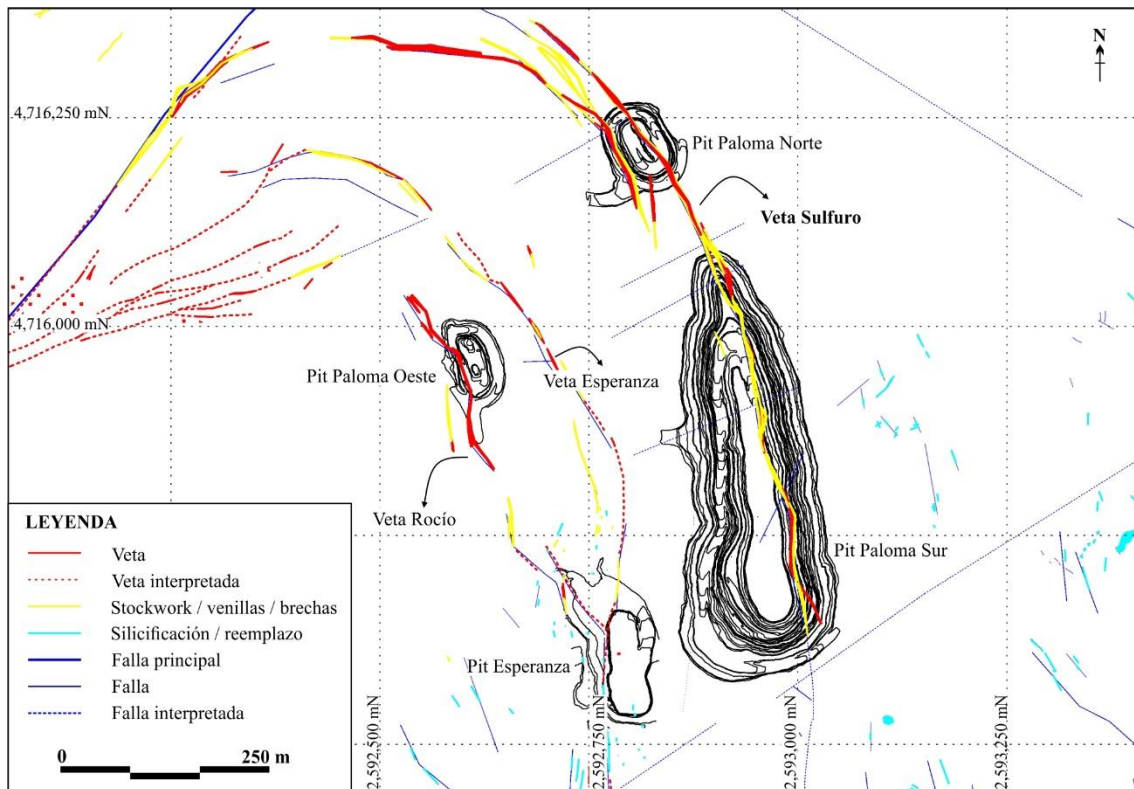 N
4,716,250 mN
Pit Paloma Norte
Veta Sulfuro
4,716,000 mN
Pit Paloma Oeste
Veta Esperanza
Veta Rocío
Pit Paloma Sur
Pit Esperanza
LEYENDA
Veta
Veta interpretada
Stockwork / venillas / brechas
Silicificación / reemplazo
Falla principal
Falla
Falla interpretada
0 250 m
2,592,500 mN
2,592,750 mN
2,593,000 mN
2,593,250 mN